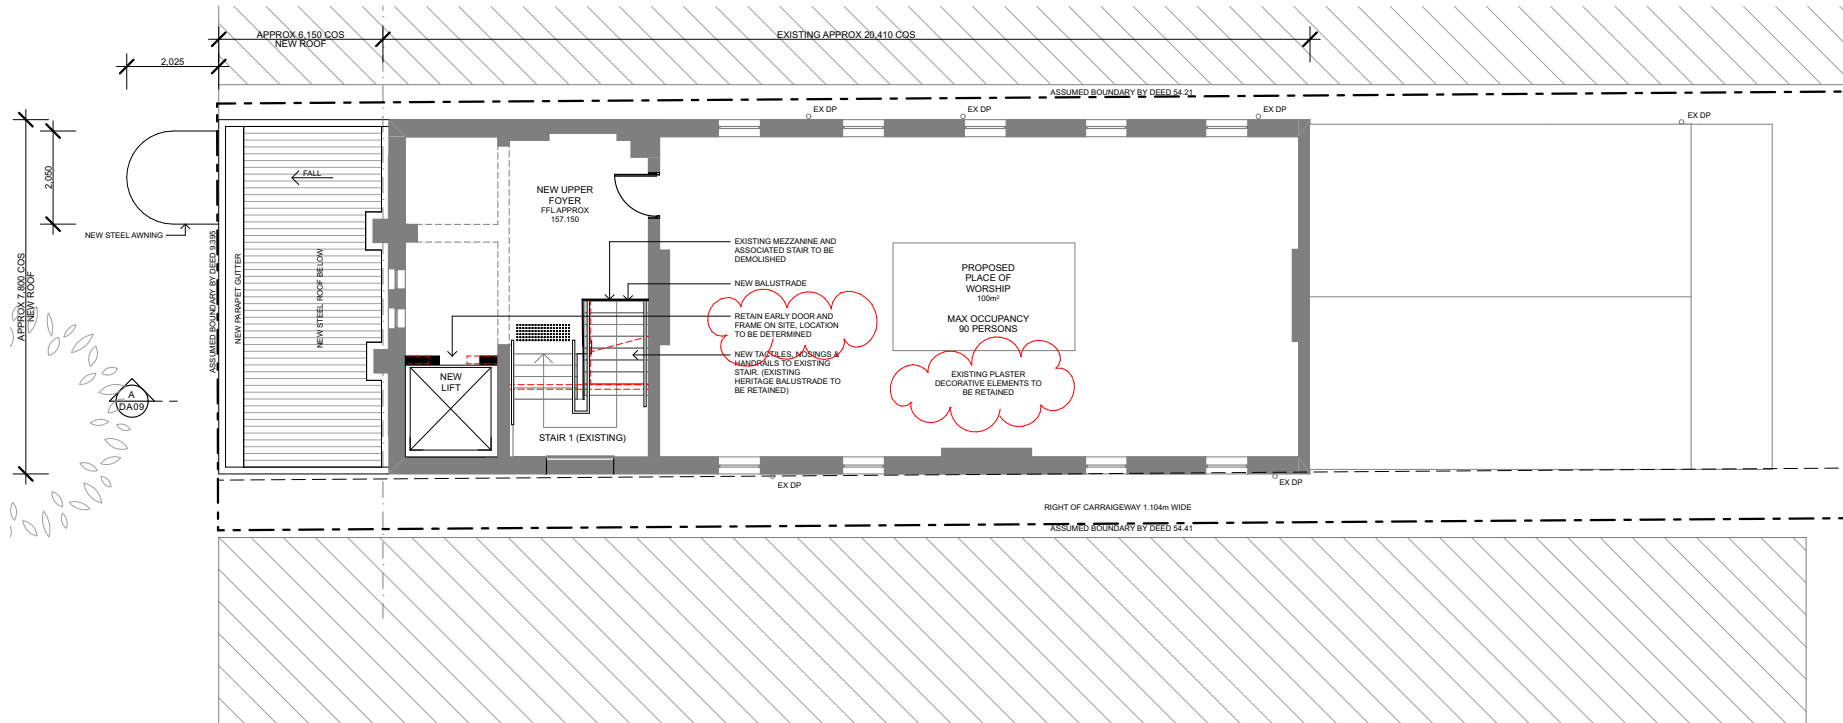 APPROX 6,150 COS
NEW ROOF
EXISTING APPROX 20,410 COS
2,025
ASSUMED BOUNDARY BY DEED 54.21
EX DP
EX DP
EX DP
EX DP
APPROX 7,800 COS
NEW ROOF
2,050
FALL
NEW STEEL AWNING
ASSUMED BOUNDARY BY DEED 9.395
NEW PARAPET GUTTER
NEW STEEL ROOF BELOW
NEW UPPER
FOYER
FFL APPROX
157.150
EXISTING MEZZANINE AND
ASSOCIATED STAIR TO BE
DEMOLISHED
NEW BALUSTRADE
RETAIN EARLY DOOR AND
FRAME ON SITE, LOCATION
TO BE DETERMINED
NEW TACTILES, NOSINGS &
HANDRAILS TO EXISTING
STAIR. (EXISTING
HERITAGE BALUSTRADE TO
BE RETAINED)
PROPOSED
PLACE OF
WORSHIP
100m²
MAX OCCUPANCY
90 PERSONS
EXISTING PLASTER
DECORATIVE ELEMENTS TO
BE RETAINED
NEW
LIFT
A
DA09
STAIR 1 (EXISTING)
EX DP
EX DP
RIGHT OF CARRAIGEWAY 1.104m WIDE
ASSUMED BOUNDARY BY DEED 54.41